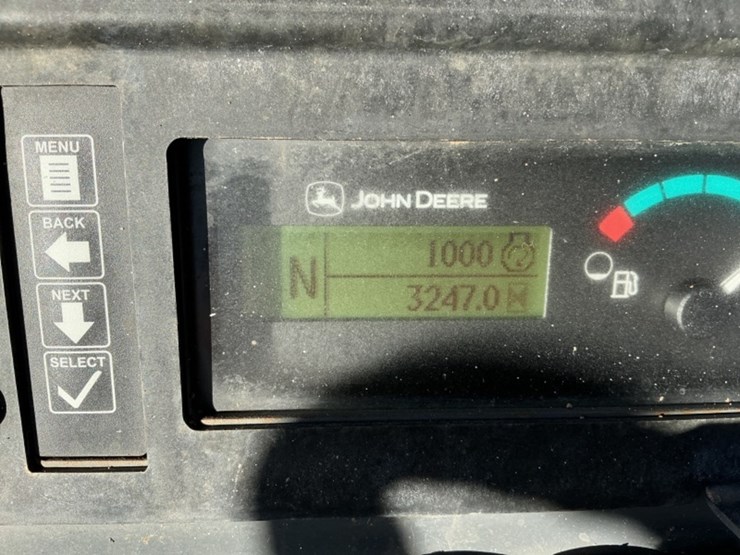 MENU
BACK
NEXT
SELECT
JOHN DEERE
N
1000
3247.0